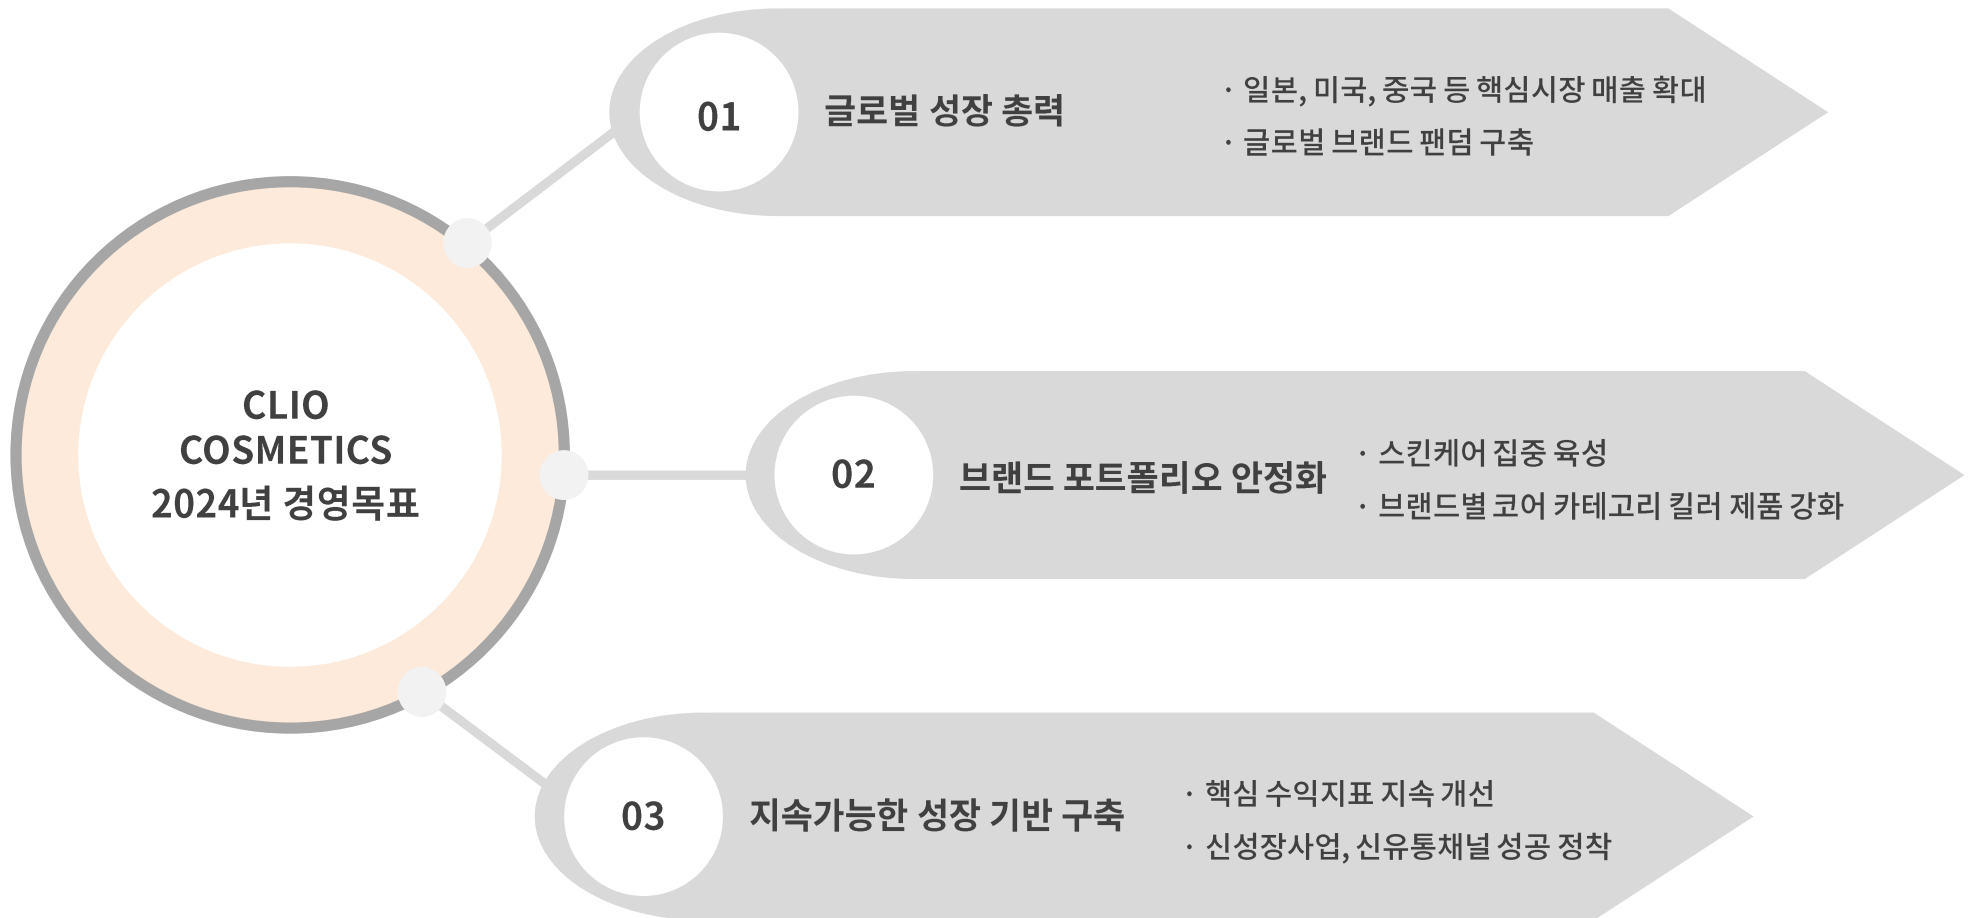 CLIO
COSMETICS
2024년 경영목표
01
글로벌 성장 총력
· 일본, 미국, 중국 등 핵심시장 매출 확대
· 글로벌 브랜드 팬덤 구축
02
브랜드 포트폴리오 안정화
· 스킨케어 집중 육성
· 브랜드별 코어 카테고리 킬러 제품 강화
03
지속가능한 성장 기반 구축
· 핵심 수익지표 지속 개선
· 신성장사업, 신유통채널 성공 정착